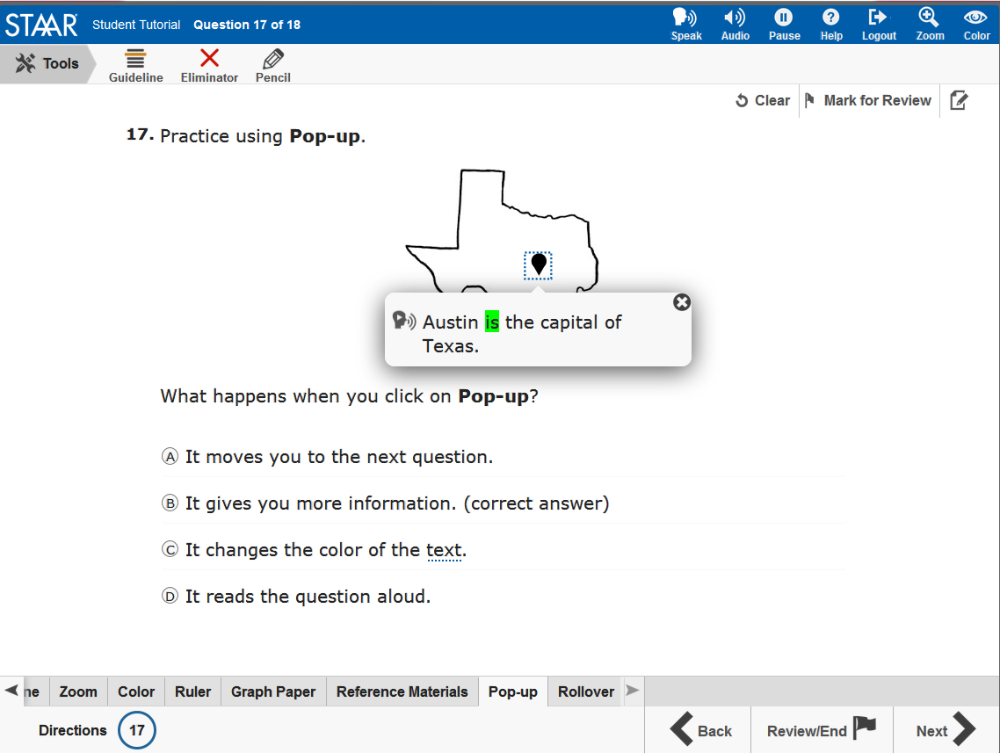 STAAR Student Tutorial Question 17 of 18 Speak Audio Pause Help Logout Zoom Color
Tools Guideline Eliminator Pencil
Clear Mark for Review
17. Practice using Pop-up.
Austin is the capital of
Texas.
What happens when you click on Pop-up?
A It moves you to the next question.
B It gives you more information. (correct answer)
C It changes the color of the text.
D It reads the question aloud.
ne Zoom Color Ruler Graph Paper Reference Materials Pop-up Rollover
Directions 17 Back Review/End Next